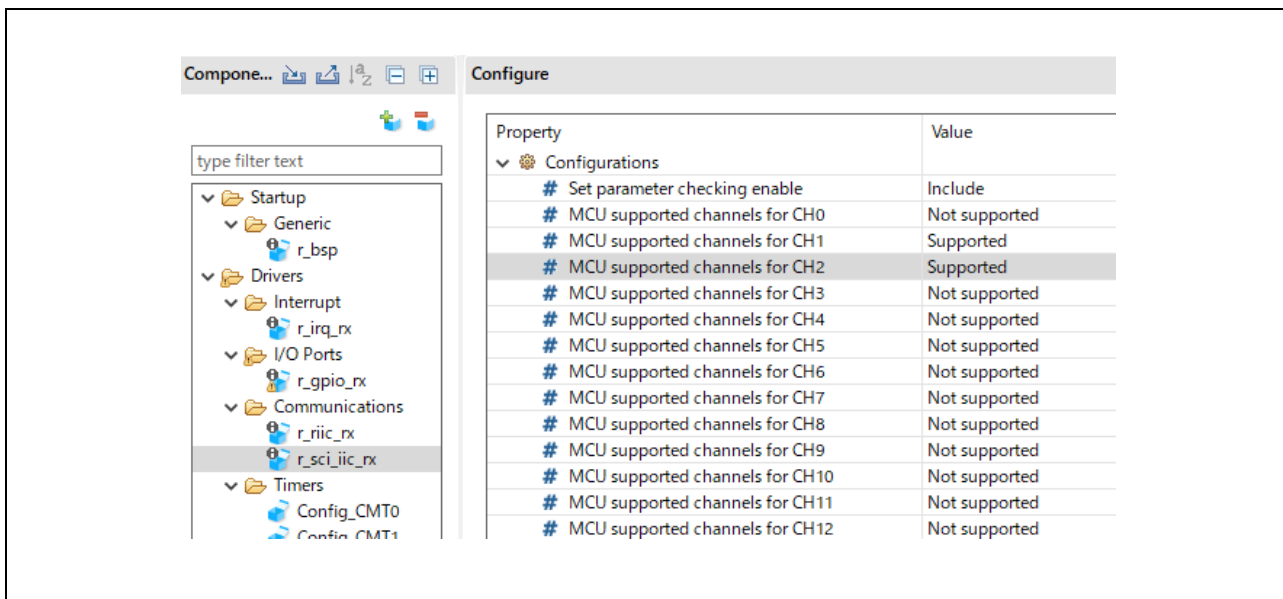 Compone...
type filter text
Startup
Generic
r_bsp
Drivers
Interrupt
r_irq_rx
I/O Ports
r_gpio_rx
Communications
r_riic_rx
r_sci_iic_rx
Timers
Config_CMT0
Config_CMT1
Configure
Property Value
Configurations
# Set parameter checking enable Include
# MCU supported channels for CH0 Not supported
# MCU supported channels for CH1 Supported
# MCU supported channels for CH2 Supported
# MCU supported channels for CH3 Not supported
# MCU supported channels for CH4 Not supported
# MCU supported channels for CH5 Not supported
# MCU supported channels for CH6 Not supported
# MCU supported channels for CH7 Not supported
# MCU supported channels for CH8 Not supported
# MCU supported channels for CH9 Not supported
# MCU supported channels for CH10 Not supported
# MCU supported channels for CH11 Not supported
# MCU supported channels for CH12 Not supported